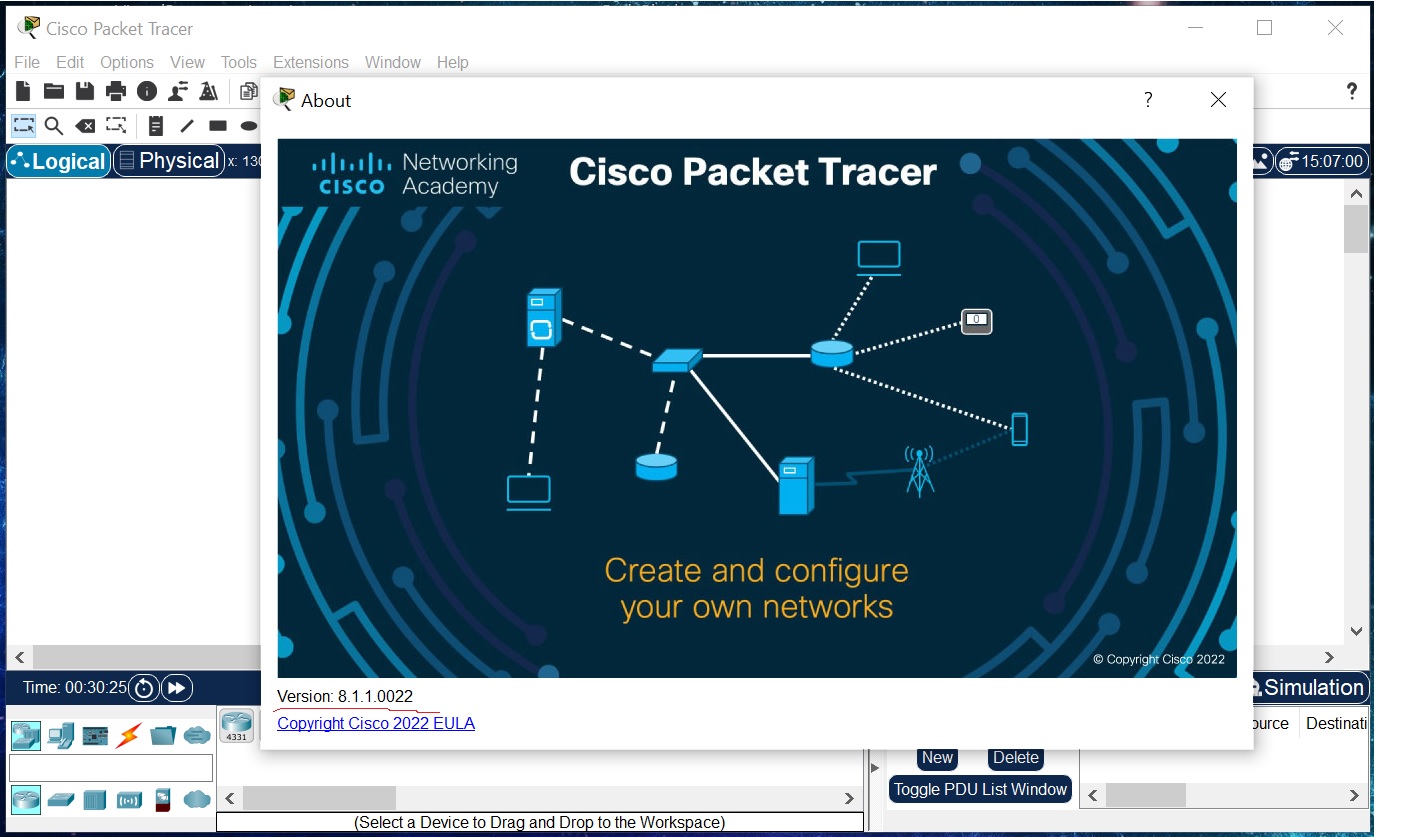 Cisco Packet Tracer
File Edit Options View Tools Extensions Window Help
About
?
?
Logical
Physical
x: 130
15:07:00
CISCO
Networking
Academy
Cisco Packet Tracer
0
Create and configure
your own networks
© Copyright Cisco 2022
Time: 00:30:25
Simulation
Version: 8.1.1.0022
Copyright Cisco 2022 EULA
4331
ource
Destinati
New
Delete
Toggle PDU List Window
(Select a Device to Drag and Drop to the Workspace)